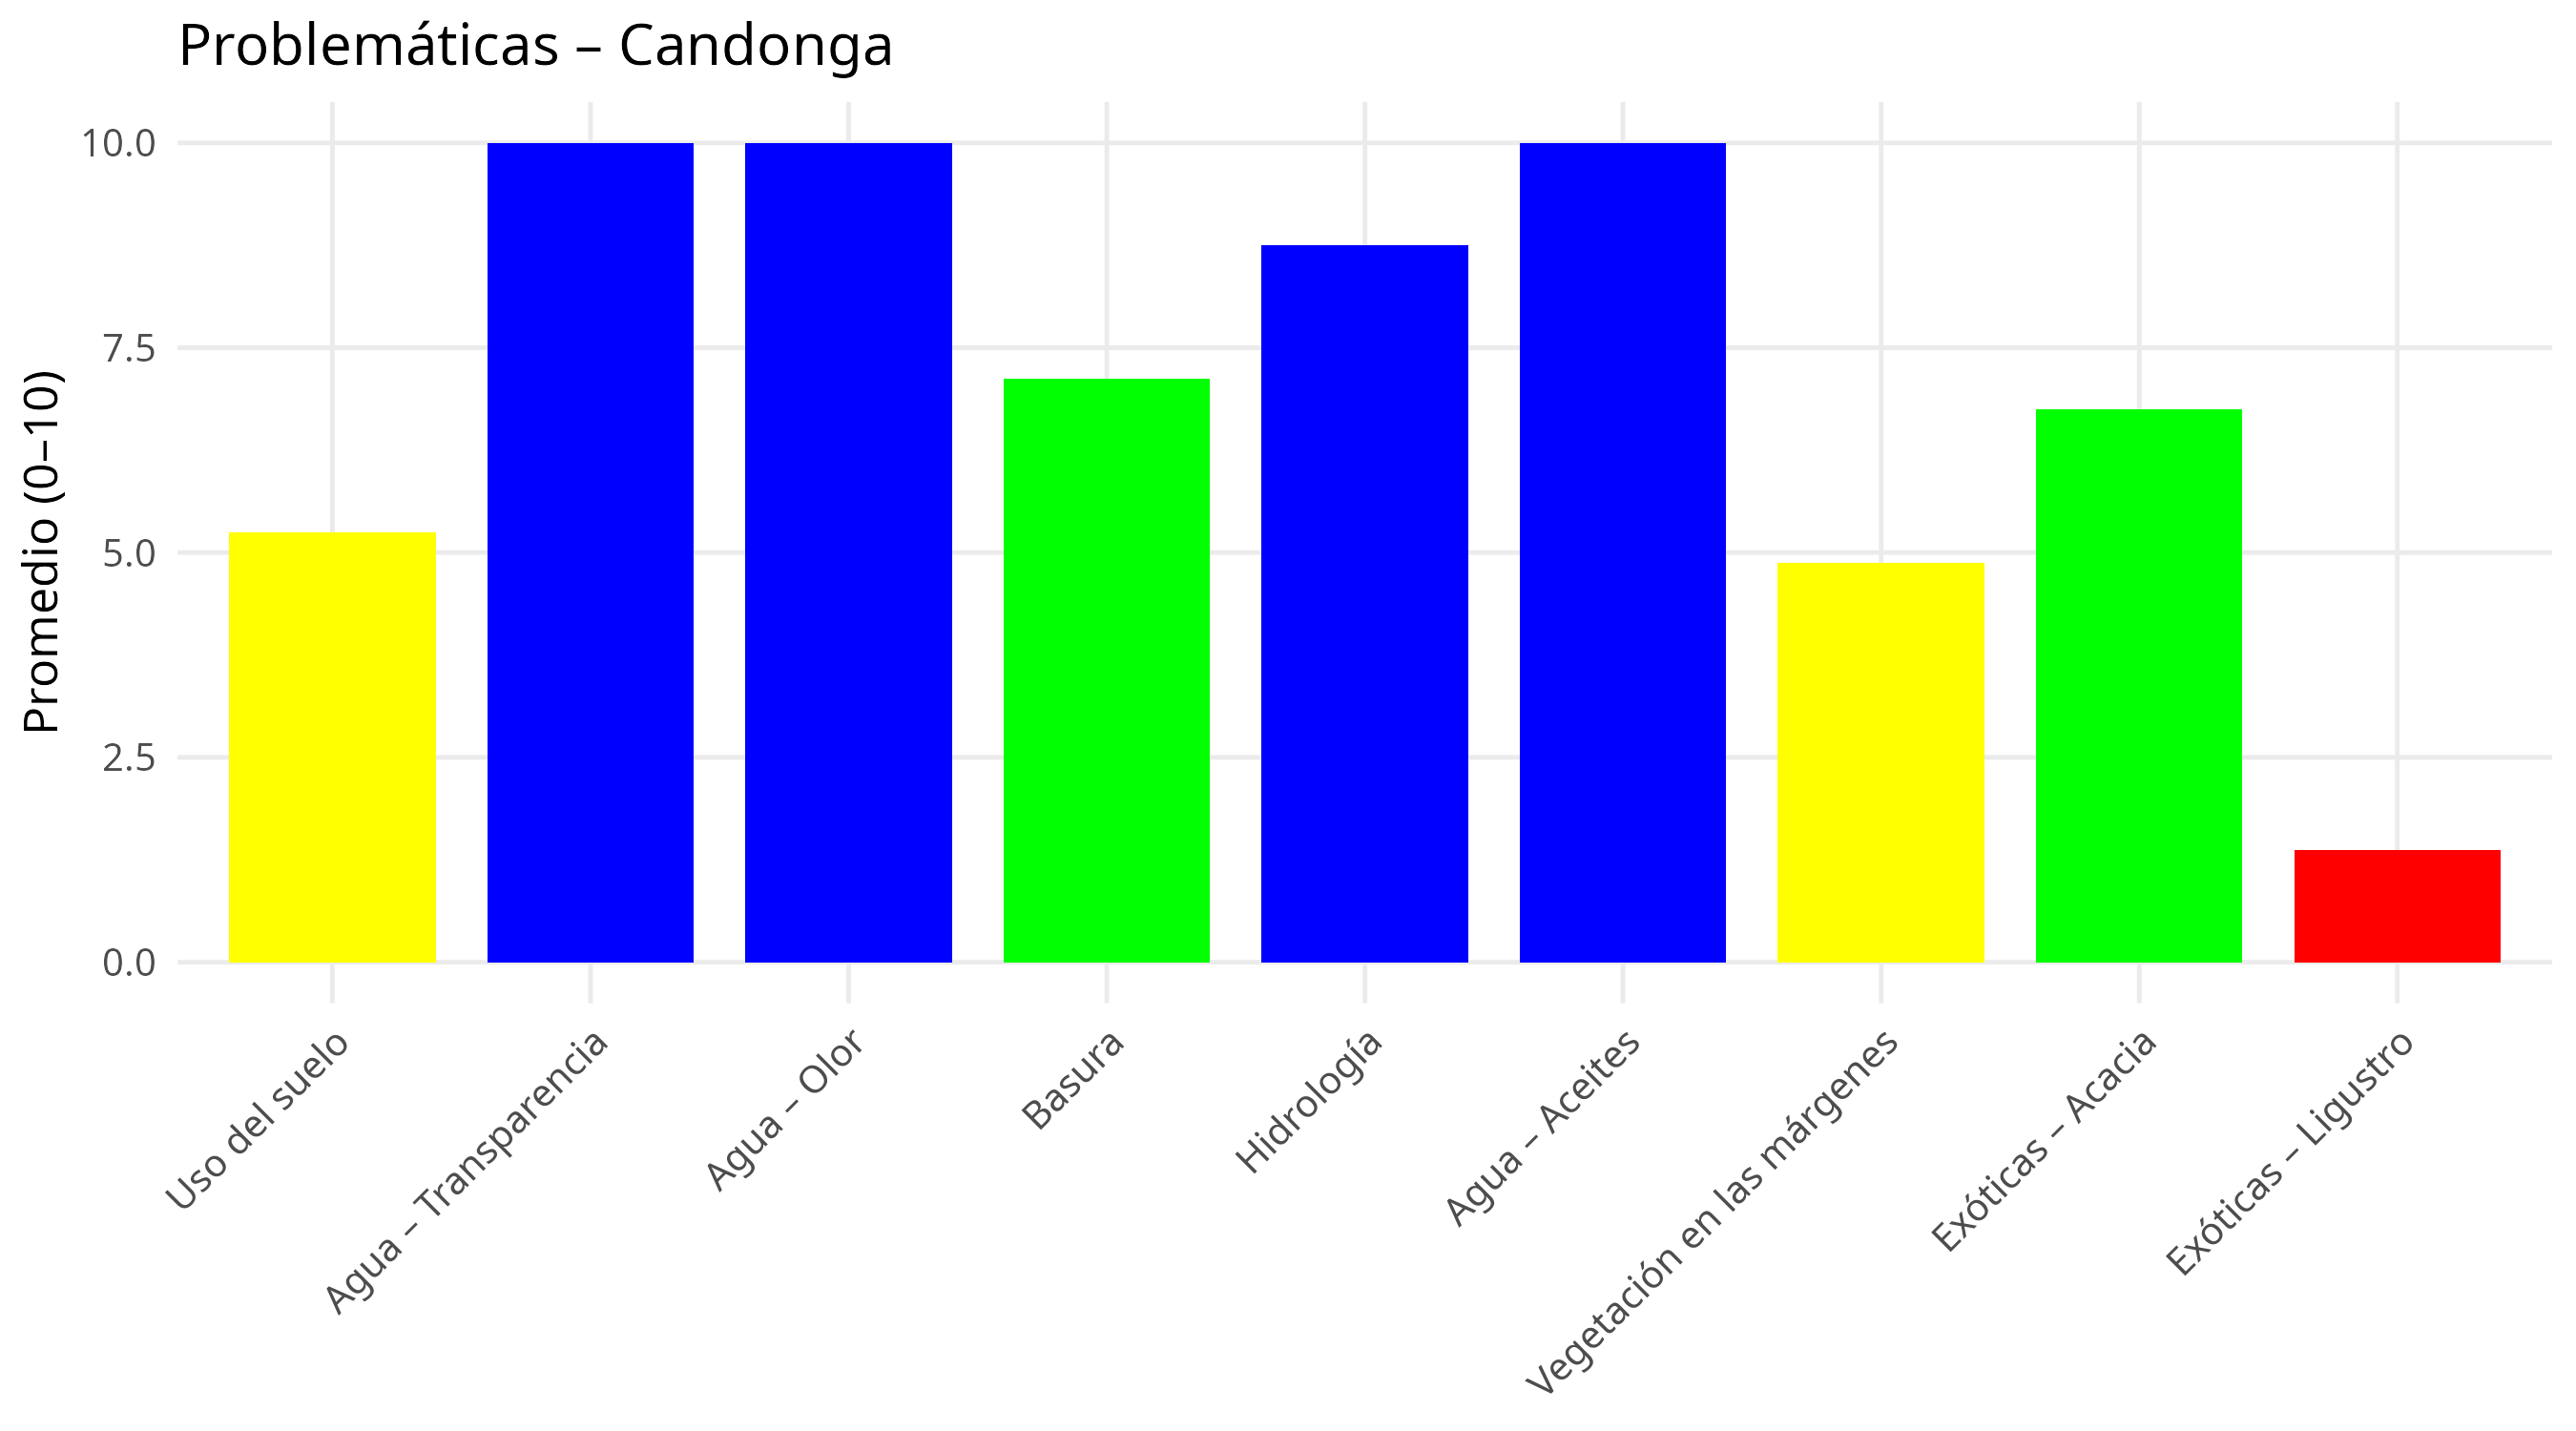 Problemáticas – Candonga
Promedio (0–10)
10.0
7.5
5.0
2.5
0.0
Uso del suelo
Agua – Transparencia
Agua – Olor
Basura
Hidrología
Agua – Aceites
Vegetación en las márgenes
Exóticas – Acacia
Exóticas – Ligustro